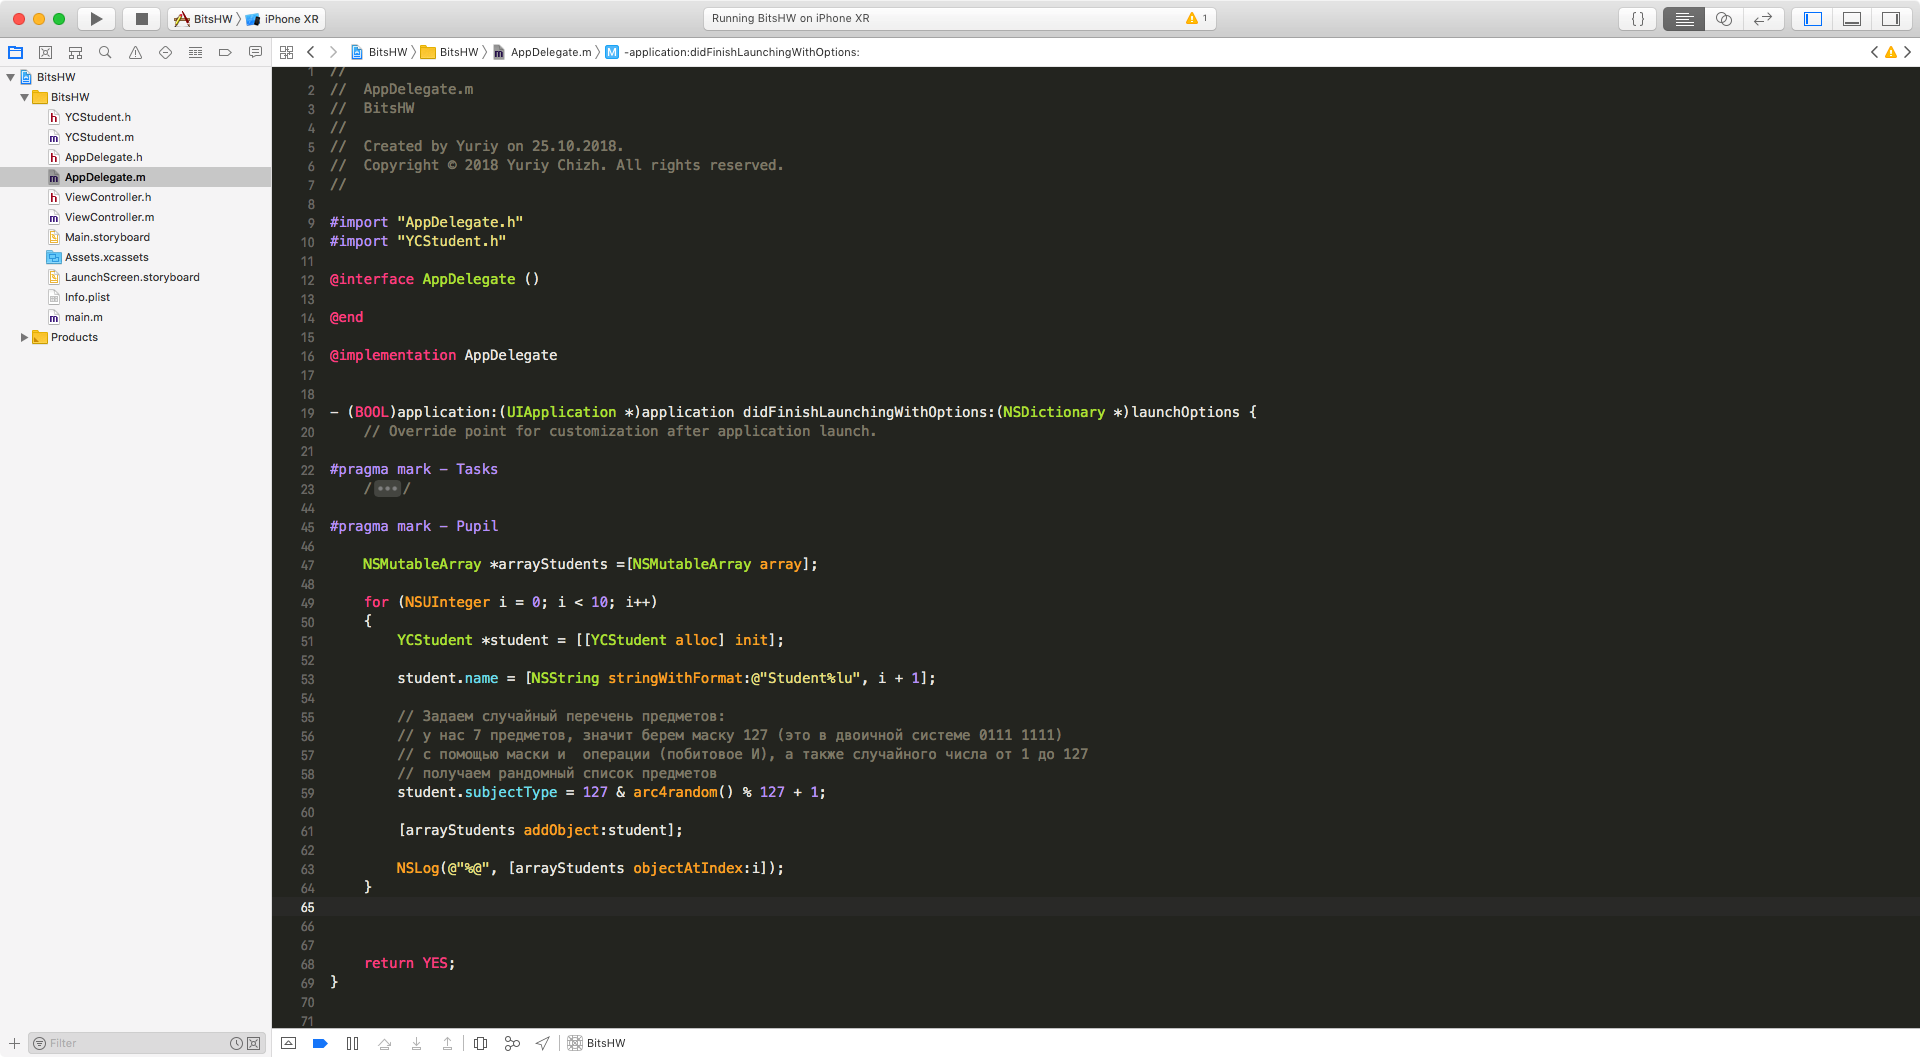 BitsHW iPhone XR
Running BitsHW on iPhone XR
1
{}
BitsHW BitsHW AppDelegate.m M -application:didFinishLaunchingWithOptions:
BitsHW
BitsHW
h YCStudent.h
m YCStudent.m
h AppDelegate.h
m AppDelegate.m
h ViewController.h
m ViewController.m
Main.storyboard
Assets.xcassets
LaunchScreen.storyboard
Info.plist
m main.m
Products
Filter
1 //
2 // AppDelegate.m
3 // BitsHW
4 //
5 // Created by Yuriy on 25.10.2018.
6 // Copyright © 2018 Yuriy Chizh. All rights reserved.
7 //
8
9 #import "AppDelegate.h"
10 #import "YCStudent.h"
11
12 @interface AppDelegate ()
13
14 @end
15
16 @implementation AppDelegate
17
18
19 - (BOOL)application:(UIApplication *)application didFinishLaunchingWithOptions:(NSDictionary *)launchOptions {
20 // Override point for customization after application launch.
21
22 #pragma mark - Tasks
23 /•••/
44
45 #pragma mark - Pupil
46
47 NSMutableArray *arrayStudents =[NSMutableArray array];
48
49 for (NSUInteger i = 0; i < 10; i++)
50 {
51 YCStudent *student = [[YCStudent alloc] init];
52
53 student.name = [NSString stringWithFormat:@"Student%lu", i + 1];
54
55 // Задаем случайный перечень предметов:
56 // у нас 7 предметов, значит берем маску 127 (это в двоичной системе 0111 1111)
57 // с помощью маски и  операции (побитовое И), а также случайного числа от 1 до 127
58 // получаем рандомный список предметов
59 student.subjectType = 127 & arc4random() % 127 + 1;
60
61 [arrayStudents addObject:student];
62
63 NSLog(@"%@", [arrayStudents objectAtIndex:i]);
64 }
65
66
67
68 return YES;
69 }
70
71
BitsHW